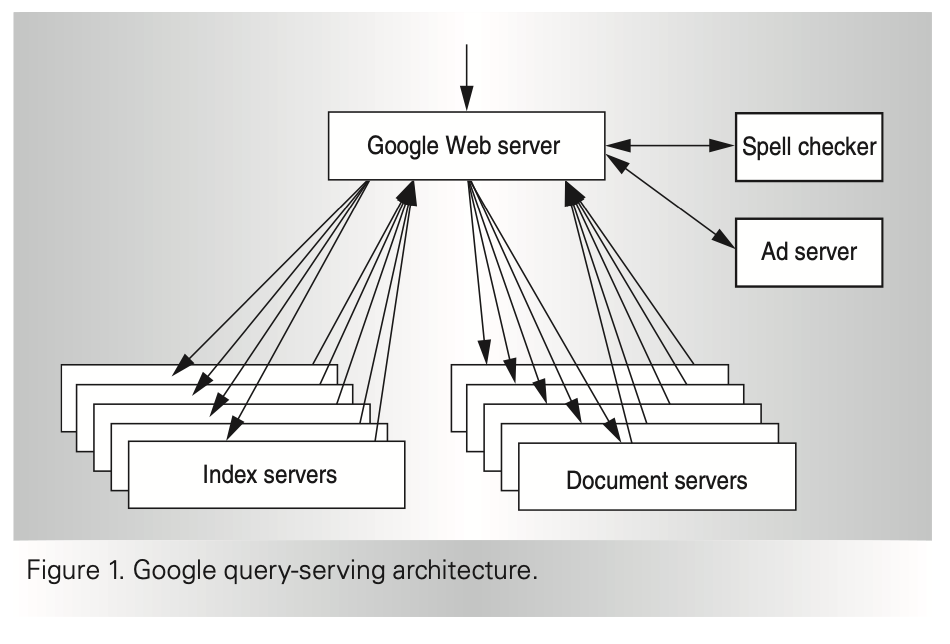 Google Web server
Spell checker
Ad server
Index servers
Document servers
Figure 1. Google query-serving architecture.